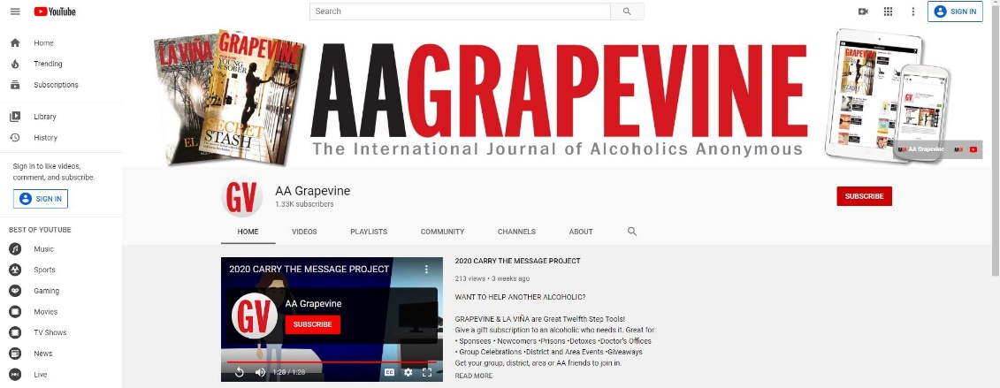 YouTube
Search
SIGN IN
Home
Trending
Subscriptions
Library
History
Sign in to like videos,
comment, and subscribe.
SIGN IN
BEST OF YOUTUBE
Music
Sports
Gaming
Movies
TV Shows
News
Live
LA VIÑA
GRAPEVINE
YOUNG
& SOBER
EL
SECRET
STASH
AAGRAPEVINE
The International Journal of Alcoholics Anonymous
GRAPEVINE
STASH
AA Grapevine
GV
AA Grapevine
1.33K subscribers
SUBSCRIBE
HOME
VIDEOS
PLAYLISTS
COMMUNITY
CHANNELS
ABOUT
2020 CARRY THE MESSAGE PROJECT
GV
AA Grapevine
SUBSCRIBE
1:28 / 1:28
CC
2020 CARRY THE MESSAGE PROJECT
213 views • 3 weeks ago
WANT TO HELP ANOTHER ALCOHOLIC?
GRAPEVINE & LA VIÑA are Great Twelfth Step Tools!
Give a gift subscription to an alcoholic who needs it. Great for:
• Sponsees • Newcomers •Prisons •Detoxes •Doctor's Offices
• Group Celebrations •District and Area Events •Giveaways
Get your group, district, area or AA friends to join in.
READ MORE